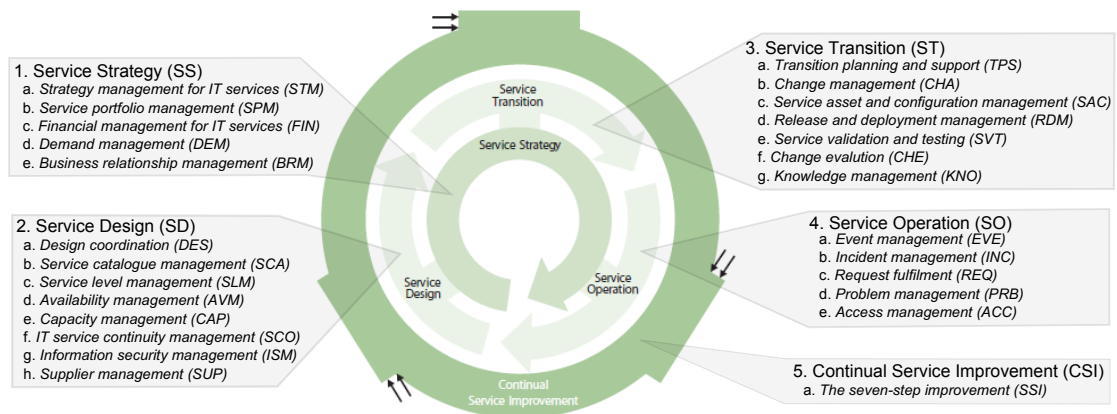 1. Service Strategy (SS)
a. Strategy management for IT services (STM)
b. Service portfolio management (SPM)
c. Financial management for IT services (FIN)
d. Demand management (DEM)
e. Business relationship management (BRM)
2. Service Design (SD)
a. Design coordination (DES)
b. Service catalogue management (SCA)
c. Service level management (SLM)
d. Availability management (AVM)
e. Capacity management (CAP)
f. IT service continuity management (SCO)
g. Information security management (ISM)
h. Supplier management (SUP)
Service
Transition
Service Strategy
Service
Design
Service
Operation
Continual
Service Improvement
3. Service Transition (ST)
a. Transition planning and support (TPS)
b. Change management (CHA)
c. Service asset and configuration management (SAC)
d. Release and deployment management (RDM)
e. Service validation and testing (SVT)
f. Change evalution (CHE)
g. Knowledge management (KNO)
4. Service Operation (SO)
a. Event management (EVE)
b. Incident management (INC)
c. Request fulfilment (REQ)
d. Problem management (PRB)
e. Access management (ACC)
5. Continual Service Improvement (CSI)
a. The seven-step improvement (SSI)